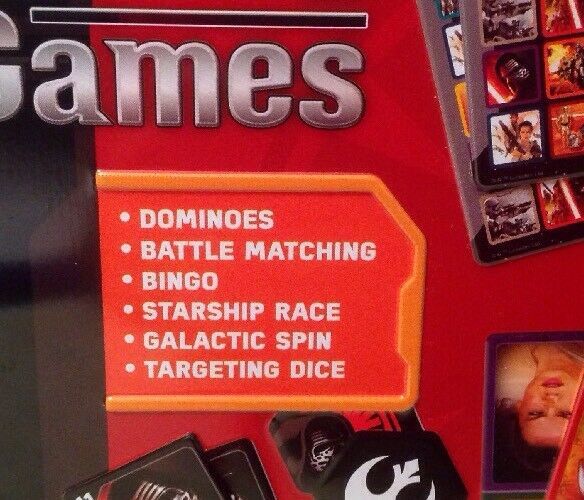 Games
• DOMINOES
• BATTLE MATCHING
• BINGO
• STARSHIP RACE
• GALACTIC SPIN
• TARGETING DICE